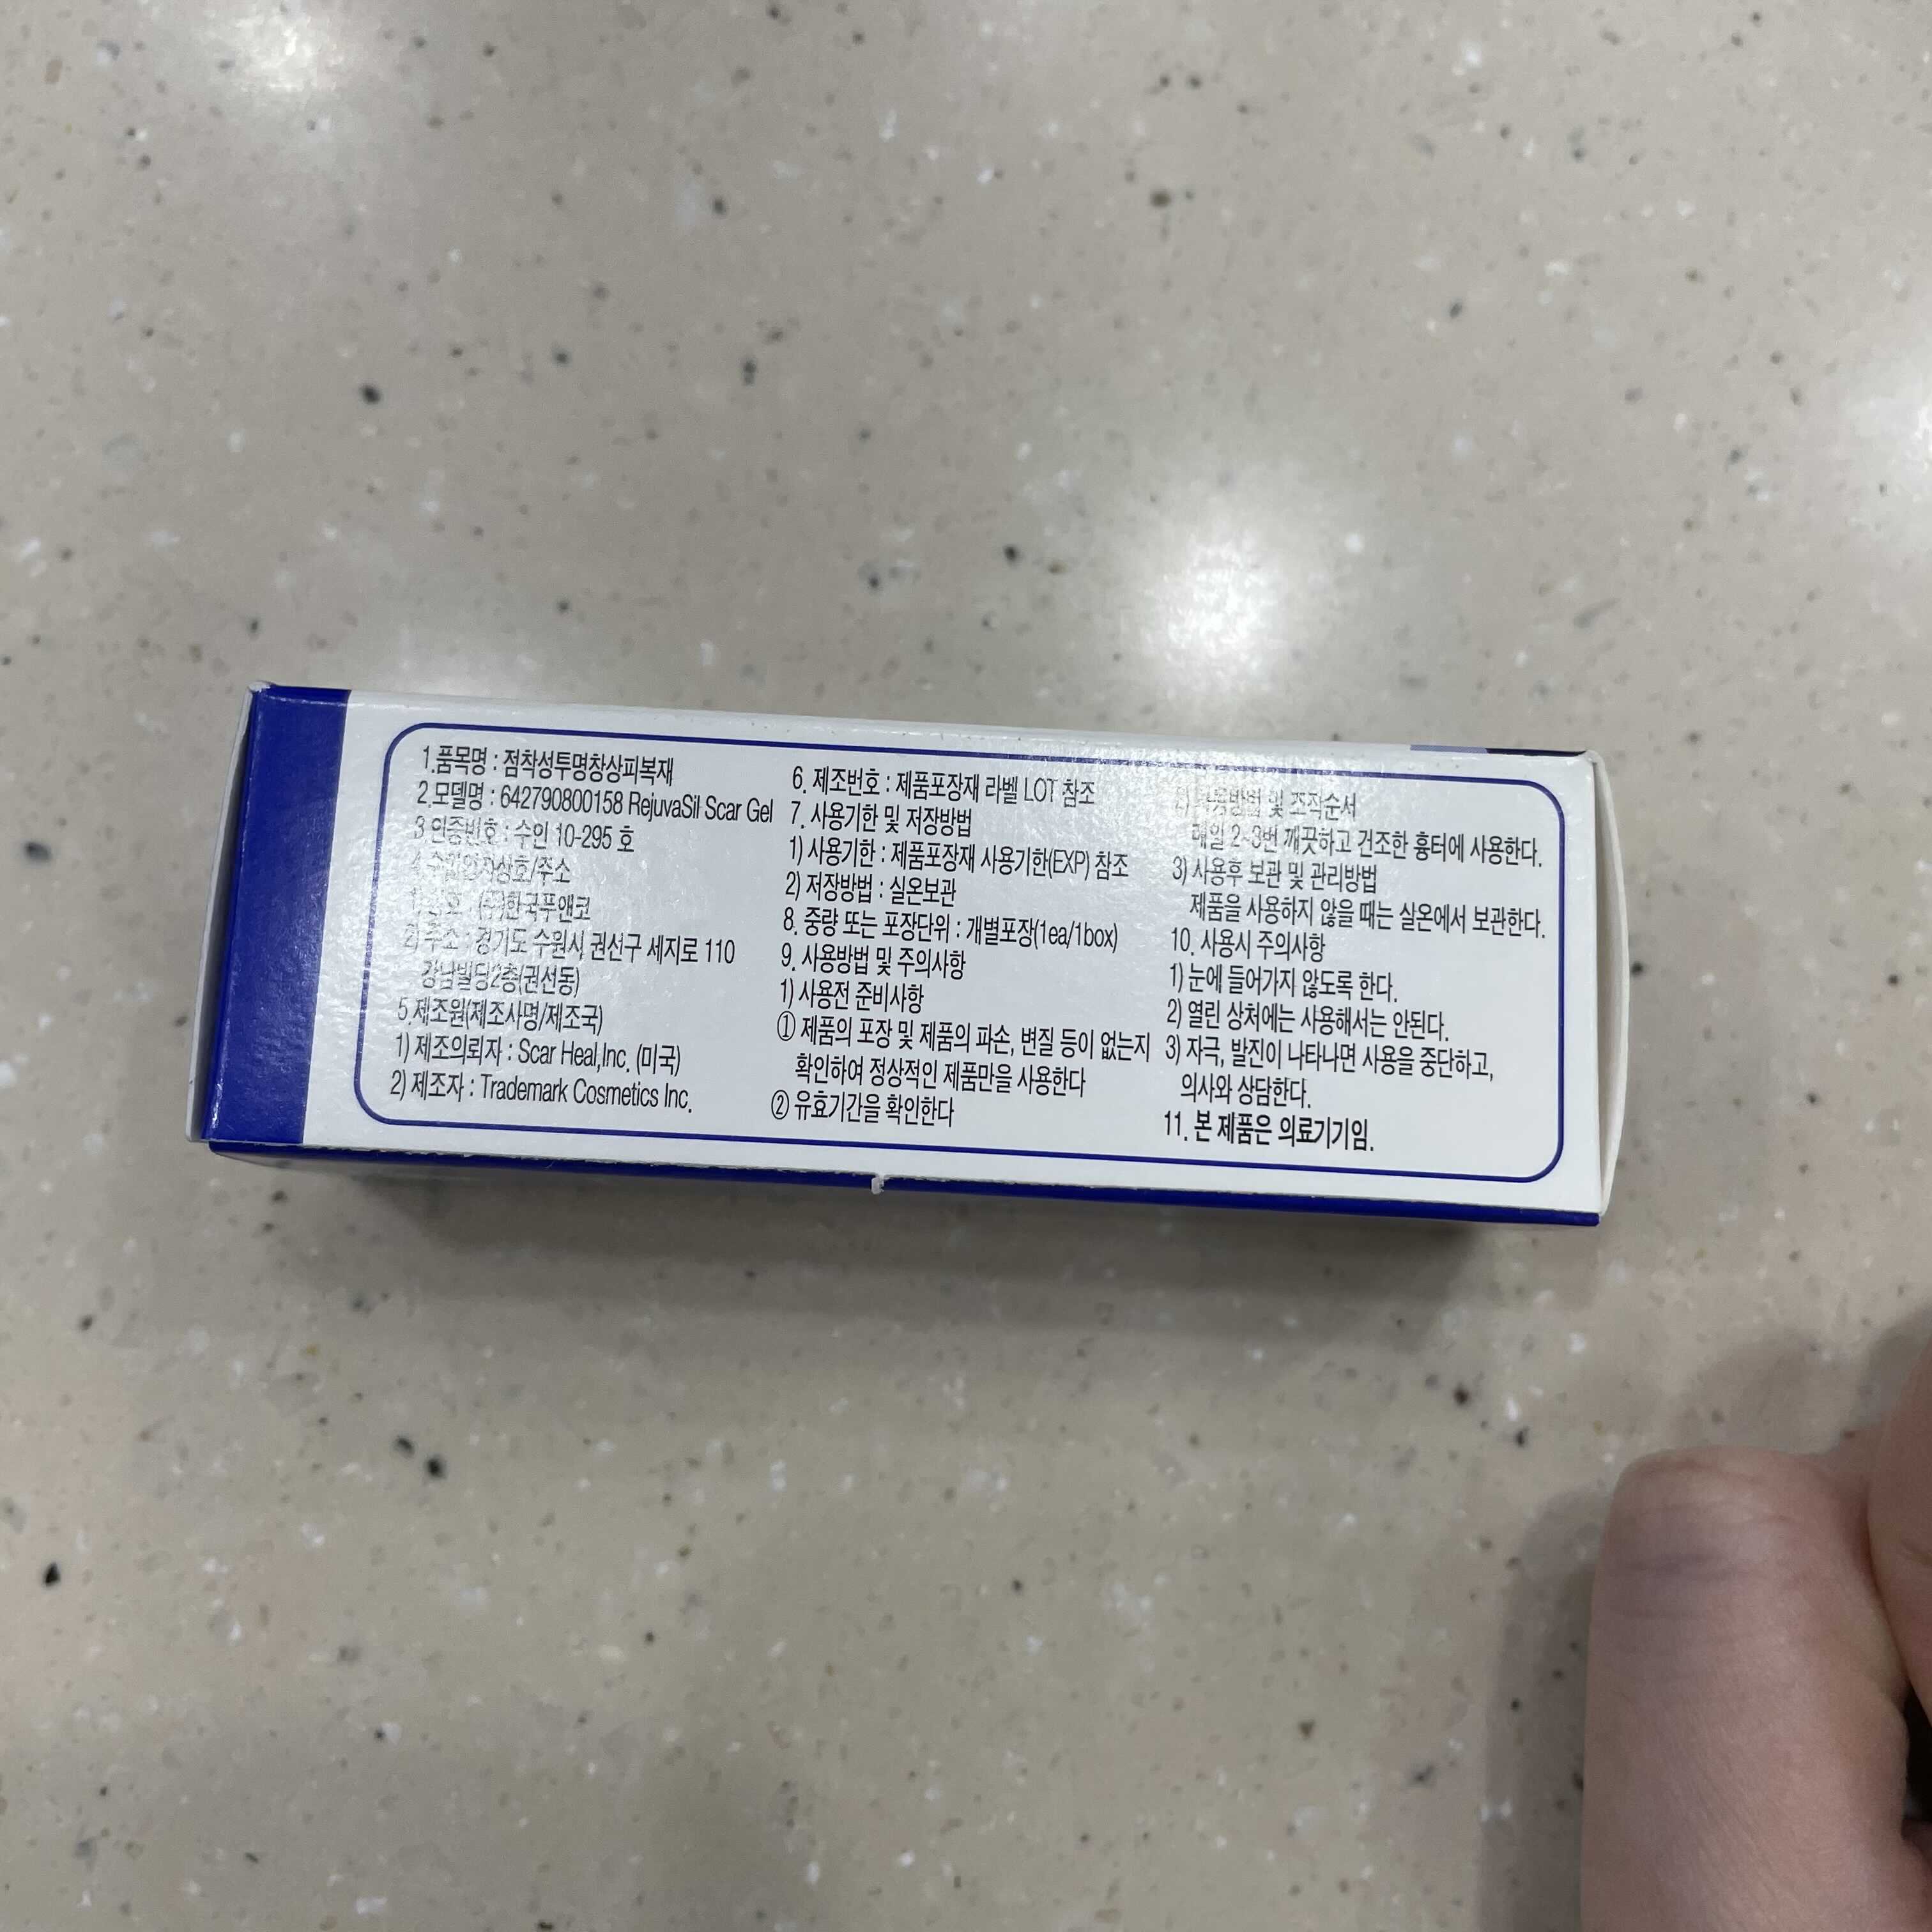 1.품목명 : 점착성투명창상피복재
2.모델명 : 642790800158 RejuvaSil Scar Gel
3.인증번호 : 수인 10-295 호
4.수입업자상호/주소
1)상호 : (주)한국푸앤코
2)주소 : 경기도 수원시 권선구 세지로 110
강남빌딩2층(권선동)
5.제조원(제조사명/제조국)
1) 제조의뢰자 : Scar Heal,Inc. (미국)
2) 제조자 : Trademark Cosmetics Inc.
6. 제조번호 : 제품포장재 라벨 LOT 참조
7. 사용기한 및 저장방법
1) 사용기한 : 제품포장재 사용기한(EXP) 참조
2) 저장방법 : 실온보관
8. 중량 또는 포장단위 : 개별포장(1ea/1box)
9. 사용방법 및 주의사항
1) 사용전 준비사항
① 제품의 포장 및 제품의 파손, 변질 등이 없는지
확인하여 정상적인 제품만을 사용한다
② 유효기간을 확인한다
2) 사용방법 및 조작순서
매일 2~3번 깨끗하고 건조한 흉터에 사용한다.
3) 사용후 보관 및 관리방법
제품을 사용하지 않을 때는 실온에서 보관한다.
10. 사용시 주의사항
1) 눈에 들어가지 않도록 한다.
2) 열린 상처에는 사용해서는 안된다.
3) 자극, 발진이 나타나면 사용을 중단하고,
의사와 상담한다.
11. 본 제품은 의료기기임.